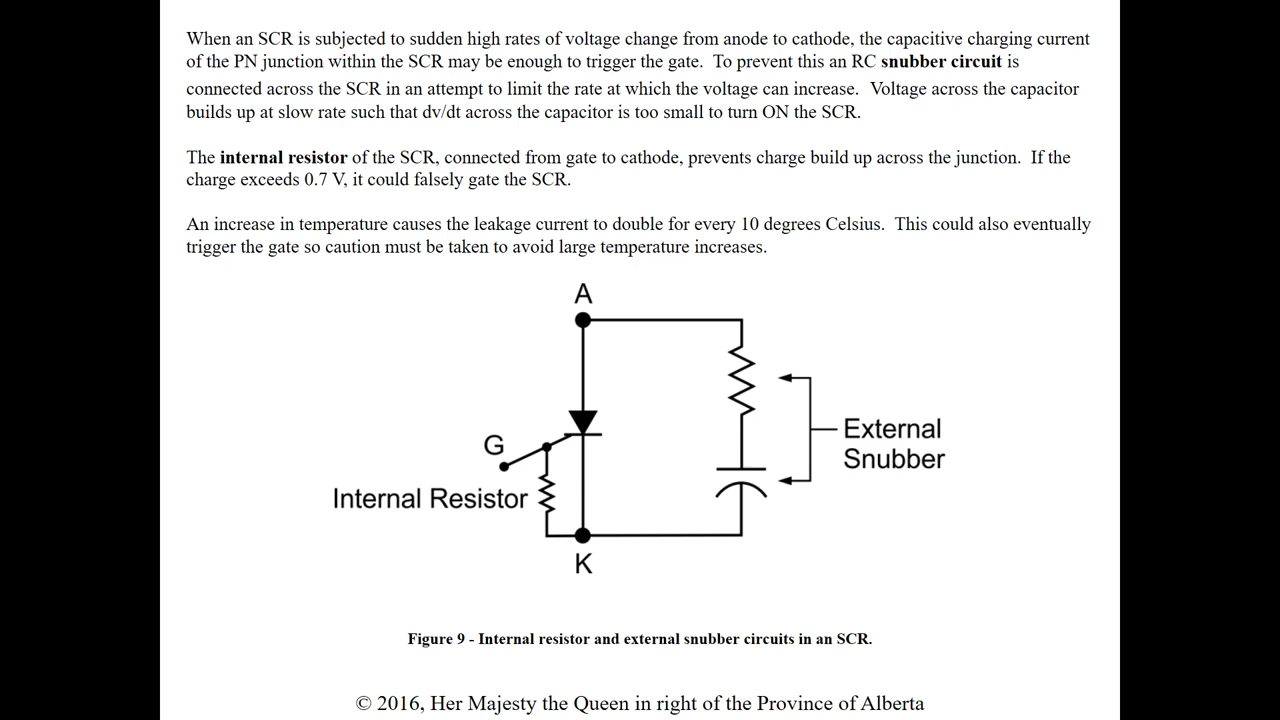 When an SCR is subjected to sudden high rates of voltage change from anode to cathode, the capacitive charging current
of the PN junction within the SCR may be enough to trigger the gate.  To prevent this an RC snubber circuit is
connected across the SCR in an attempt to limit the rate at which the voltage can increase.  Voltage across the capacitor
builds up at slow rate such that dv/dt across the capacitor is too small to turn ON the SCR.
The internal resistor of the SCR, connected from gate to cathode, prevents charge build up across the junction.  If the
charge exceeds 0.7 V, it could falsely gate the SCR.
An increase in temperature causes the leakage current to double for every 10 degrees Celsius.  This could also eventually
trigger the gate so caution must be taken to avoid large temperature increases.
A
G
External
Snubber
Internal Resistor
K
Figure 9 - Internal resistor and external snubber circuits in an SCR.
© 2016, Her Majesty the Queen in right of the Province of Alberta